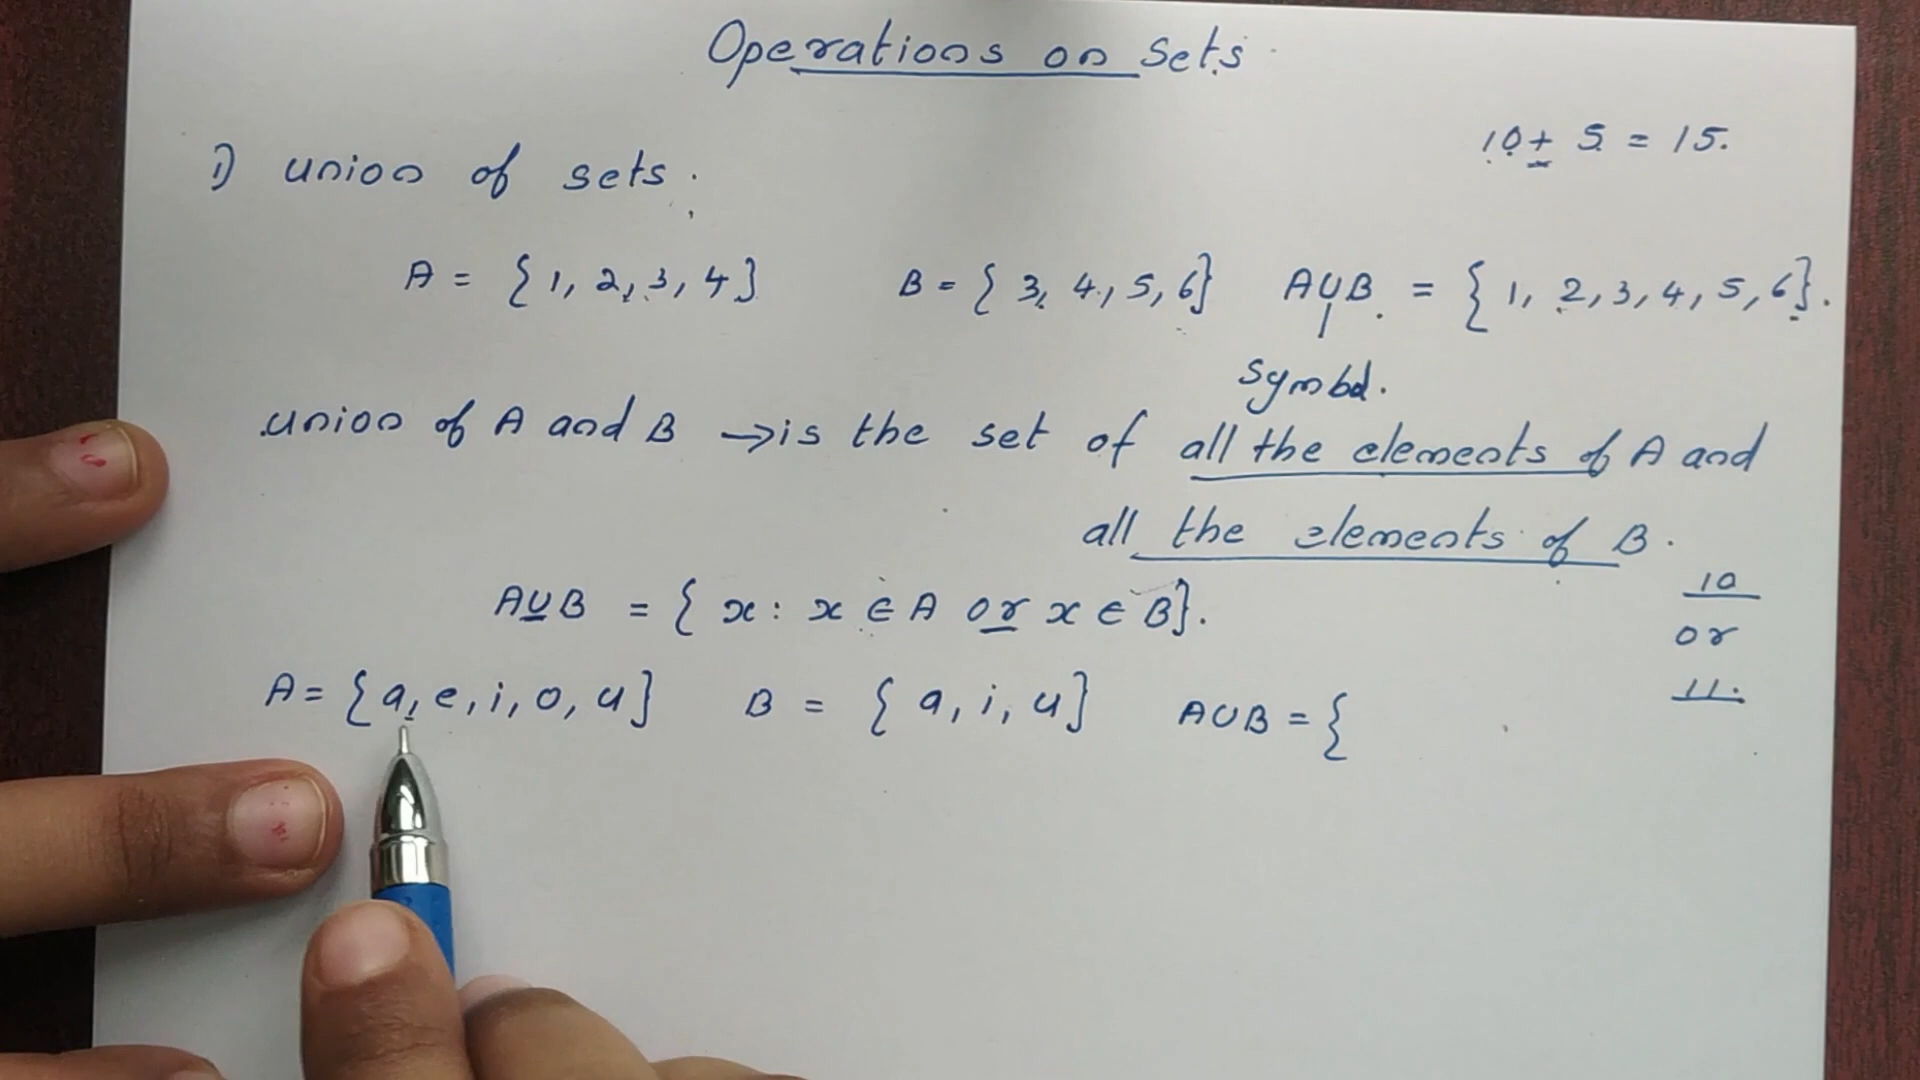 Operations on Sets
1) union of sets.
10 + 5 = 15.
A = {1, 2, 3, 4} B = {3, 4, 5, 6} A∪B = {1, 2, 3, 4, 5, 6}.
Symbol.
union of A and B → is the set of all the elements of A and
all the elements of B.
A∪B = {x : x ∈ A or x ∈ B}.
10
or
11.
A = {a, e, i, o, u} B = {a, i, u} A∪B = {